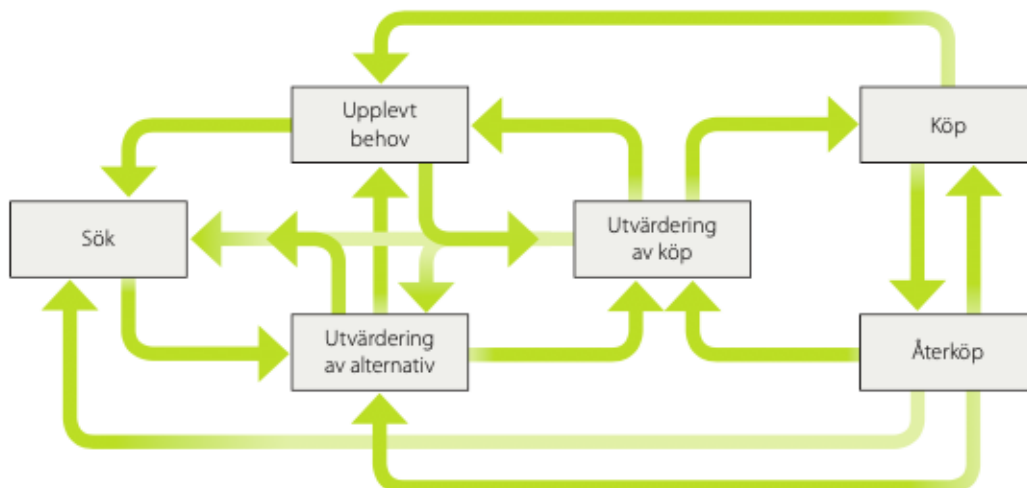 Upplevt
behov
Köp
Sök
Utvärdering
av köp
Utvärdering
av alternativ
Återköp